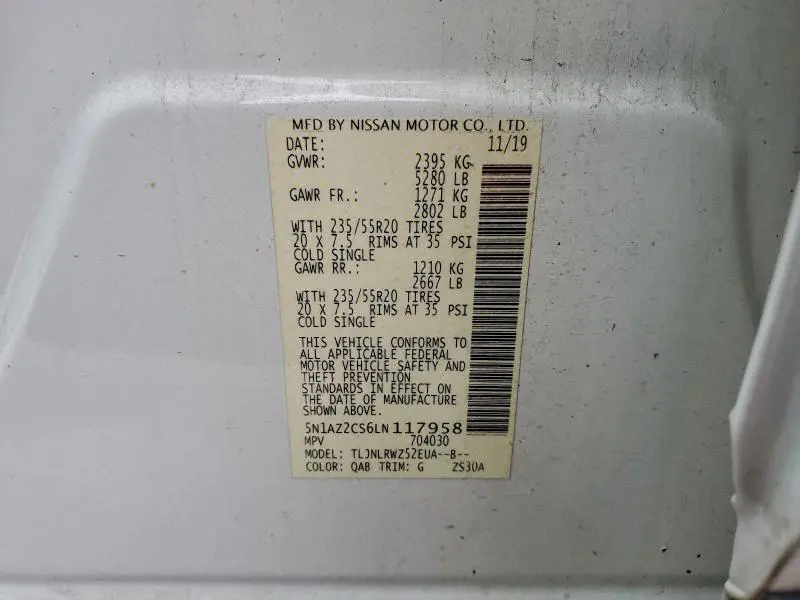 MFD BY NISSAN MOTOR CO., LTD.
DATE: 11/19
GVWR: 2395 KG
5280 LB
GAWR FR.: 1271 KG
2802 LB
WITH 235/55R20 TIRES
20 X 7.5 RIMS AT 35 PSI
COLD SINGLE
GAWR RR.: 1210 KG
2667 LB
WITH 235/55R20 TIRES
20 X 7.5 RIMS AT 35 PSI
COLD SINGLE
THIS VEHICLE CONFORMS TO
ALL APPLICABLE FEDERAL
MOTOR VEHICLE SAFETY AND
THEFT PREVENTION
STANDARDS IN EFFECT ON
THE DATE OF MANUFACTURE
SHOWN ABOVE.
5N1AZ2CS6LN117958
MPV 704030
MODEL: TLJNLRWZ52EUA--B--
COLOR: QAB TRIM: G ZS30A